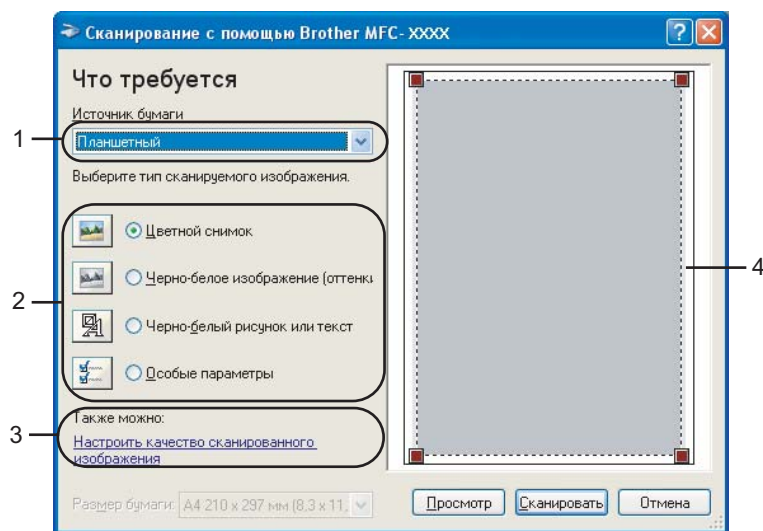 Сканирование с помощью Brother MFC- XXXX
Что требуется
Источник бумаги
1
Планшетный
Выберите тип сканируемого изображения.
2
Цветной снимок
Черно-белое изображение (оттенки
Черно-белый рисунок или текст
Особые параметры
3
Также можно:
Настроить качество сканированного
изображения
Размер бумаги: A4 210 x 297 мм (8,3 x 11,
4
Просмотр Сканировать Отмена